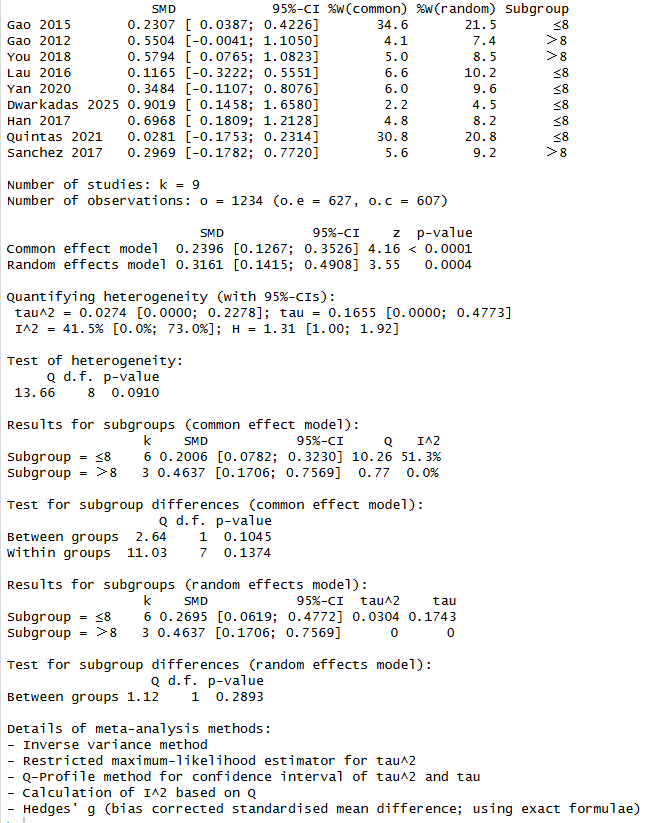 SMD 95%-CI %W(common) %W(random) Subgroup
Gao 2015 0.2307 [ 0.0387; 0.4226] 34.6 21.5 ≤8
Gao 2012 0.5504 [-0.0041; 1.1050] 4.1 7.4 >8
You 2018 0.5794 [ 0.0765; 1.0823] 5.0 8.5 >8
Lau 2016 0.1165 [-0.3222; 0.5551] 6.6 10.2 ≤8
Yan 2020 0.3484 [-0.1107; 0.8076] 6.0 9.6 ≤8
Dwarkadas 2025 0.9019 [ 0.1458; 1.6580] 2.2 4.5 ≤8
Han 2017 0.6968 [ 0.1809; 1.2128] 4.8 8.2 ≤8
Quintas 2021 0.0281 [-0.1753; 0.2314] 30.8 20.8 ≤8
Sanchez 2017 0.2969 [-0.1782; 0.7720] 5.6 9.2 >8
Number of studies: k = 9
Number of observations: o = 1234 (o.e = 627, o.c = 607)
SMD 95%-CI z p-value
Common effect model 0.2396 [0.1267; 0.3526] 4.16 < 0.0001
Random effects model 0.3161 [0.1415; 0.4908] 3.55 0.0004
Quantifying heterogeneity (with 95%-CIs):
tau^2 = 0.0274 [0.0000; 0.2278]; tau = 0.1655 [0.0000; 0.4773]
I^2 = 41.5% [0.0%; 73.0%]; H = 1.31 [1.00; 1.92]
Test of heterogeneity:
Q d.f. p-value
13.66 8 0.0910
Results for subgroups (common effect model):
k SMD 95%-CI Q I^2
Subgroup = ≤8 6 0.2006 [0.0782; 0.3230] 10.26 51.3%
Subgroup = >8 3 0.4637 [0.1706; 0.7569] 0.77 0.0%
Test for subgroup differences (common effect model):
Q d.f. p-value
Between groups 2.64 1 0.1045
Within groups 11.03 7 0.1374
Results for subgroups (random effects model):
k SMD 95%-CI tau^2 tau
Subgroup = ≤8 6 0.2695 [0.0619; 0.4772] 0.0304 0.1743
Subgroup = >8 3 0.4637 [0.1706; 0.7569] 0 0
Test for subgroup differences (random effects model):
Q d.f. p-value
Between groups 1.12 1 0.2893
Details of meta-analysis methods:
- Inverse variance method
- Restricted maximum-likelihood estimator for tau^2
- Q-Profile method for confidence interval of tau^2 and tau
- Calculation of I^2 based on Q
- Hedges' g (bias corrected standardised mean difference; using exact formulae)